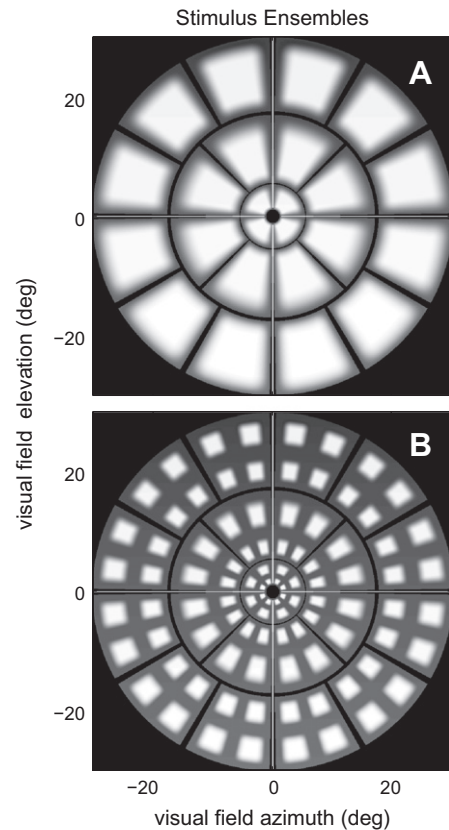 Stimulus Ensembles
A
20
0
−20
visual field elevation (deg)
B
20
0
−20
−20 0 20
visual field azimuth (deg)